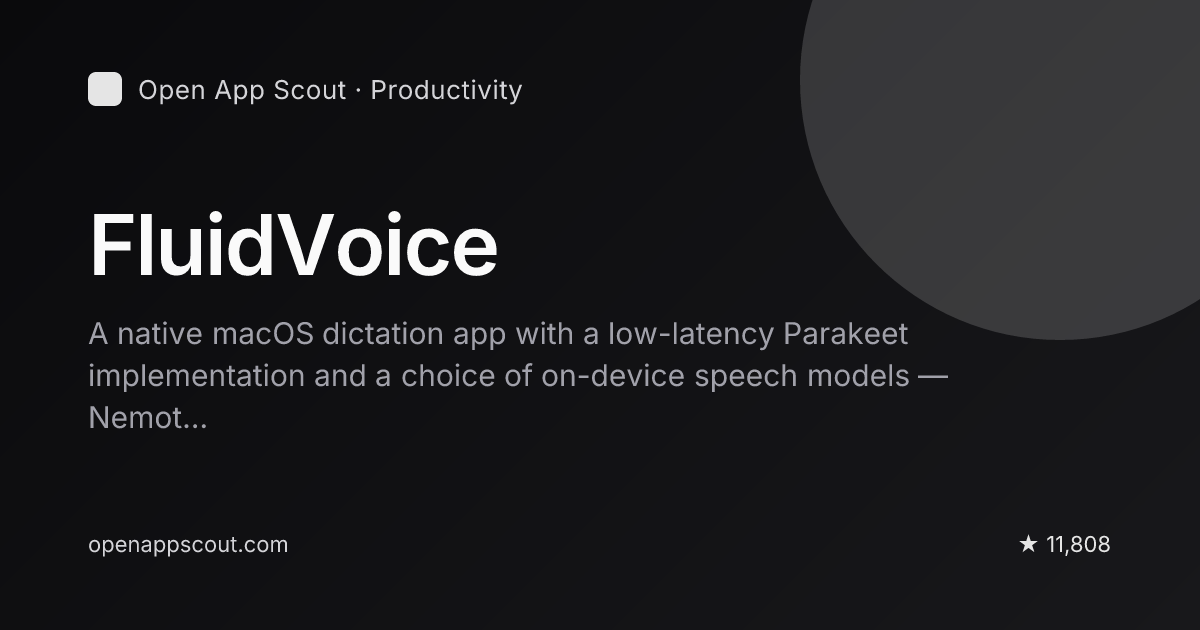 Open App Scout · Productivity
FluidVoice
A native macOS dictation app with a low-latency Parakeet
implementation and a choice of on-device speech models —
Nemot...
openappscout.com
★ 11,808